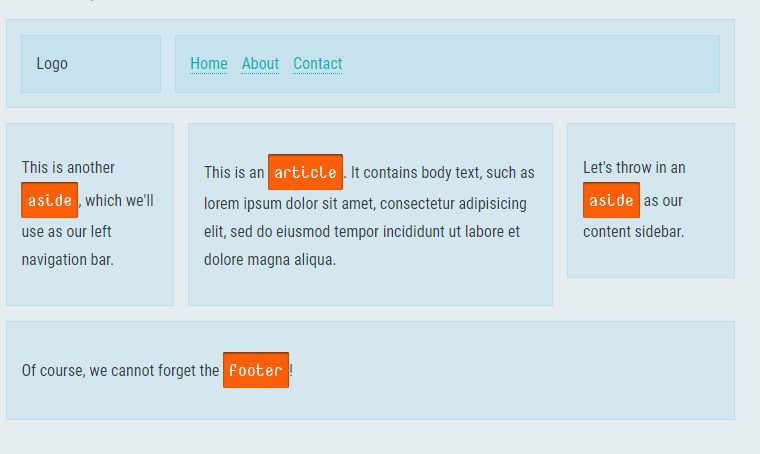 Logo
Home About Contact
This is another
aside, which we'll
use as our left
navigation bar.
This is an article. It contains body text, such as
lorem ipsum dolor sit amet, consectetur adipisicing
elit, sed do eiusmod tempor incididunt ut labore et
dolore magna aliqua.
Let's throw in an
aside as our
content sidebar.
Of course, we cannot forget the footer!